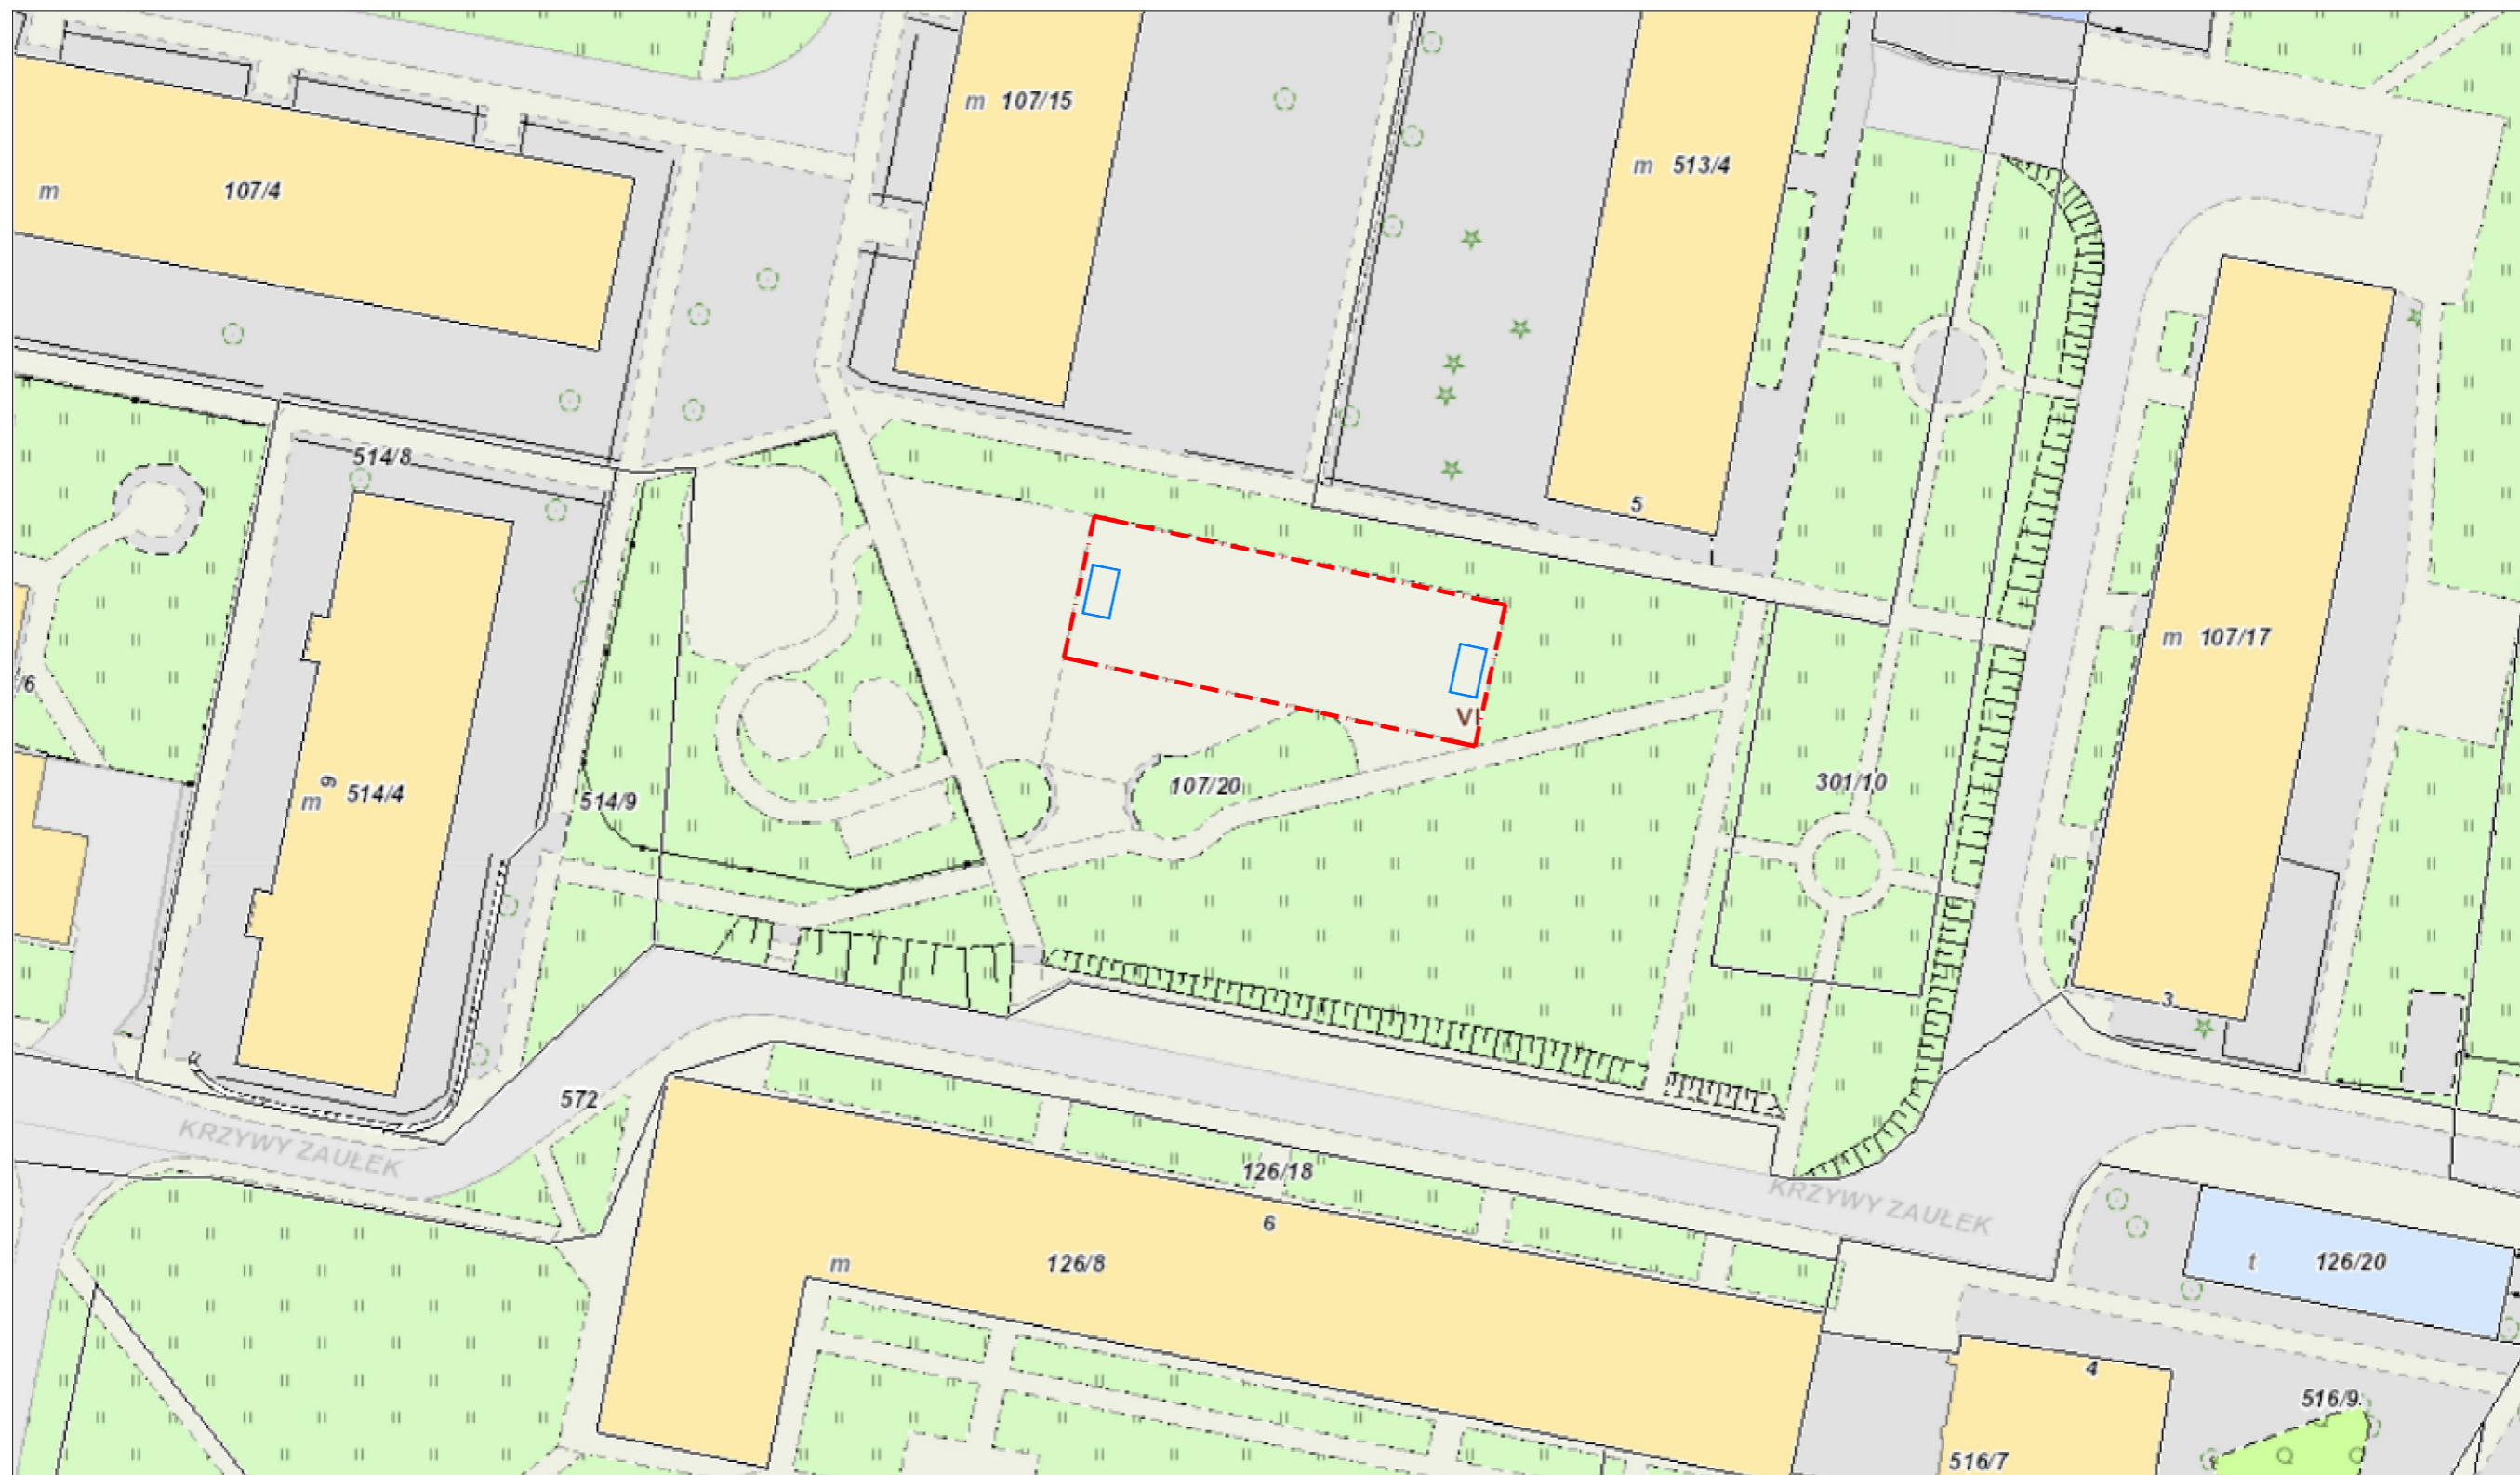 m 107/15
m 513/4
m 107/4
514/8
5
m 107/17
/6
VI
9
m 514/4
514/9
107/20
301/10
3
572
KRZYWY ZAUŁEK
126/18
KRZYWY ZAUŁEK
6
m 126/8
t 126/20
4
516/9
516/7